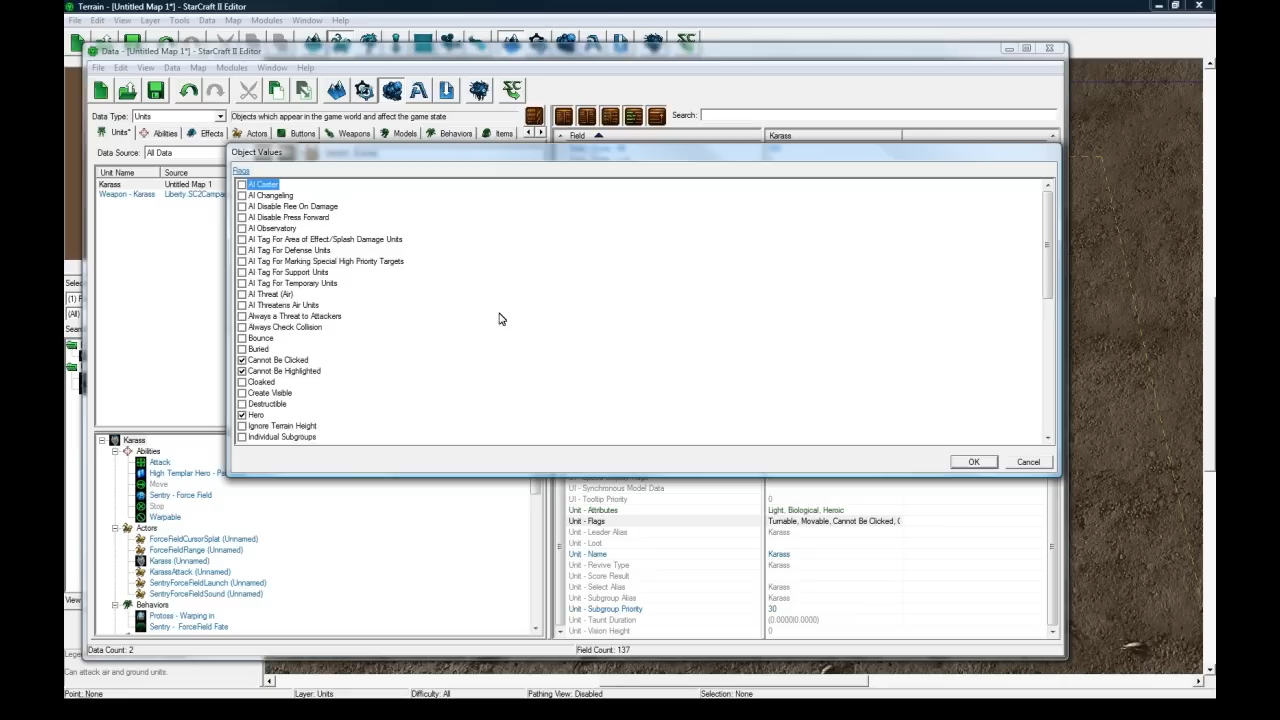 Terrain - [Untitled Map 1*] - StarCraft II Editor
File Edit View Layer Tools Data Map Modules Window Help
Data - [Untitled Map 1*] - StarCraft II Editor
File Edit View Data Map Modules Window Help
Data Type: Units Objects which appear in the game world and affect the game state
Search:
Units* Abilities Effects Actors Buttons Weapons Models Behaviors Items
Field Karass
Data Source: All Data
Object Values
Flags
Unit Name Source
Karass Untitled Map 1
Weapon - Karass Liberty.SC2Campa
AI Caster
AI Changeling
AI Disable Flee On Damage
AI Disable Press Forward
AI Observatory
AI Tag For Area of Effect/Splash Damage Units
AI Tag For Defense Units
AI Tag For Marking Special High Priority Targets
AI Tag For Support Units
AI Tag For Temporary Units
AI Threat (Air)
AI Threatens Air Units
Always a Threat to Attackers
Always Check Collision
Bounce
Buried
Cannot Be Clicked
Cannot Be Highlighted
Cloaked
Create Visible
Destructible
Hero
Ignore Terrain Height
Individual Subgroups
OK Cancel
Selec
(1) P
(All)
Sear
View
Karass
Abilities
Attack
High Templar Hero - Ps
Move
Sentry - Force Field
Stop
Warpable
Actors
ForceFieldCursorSplat (Unnamed)
ForceFieldRange (Unnamed)
Karass (Unnamed)
KarassAttack (Unnamed)
SentryForceFieldLaunch (Unnamed)
SentryForceFieldSound (Unnamed)
Behaviors
Protoss - Warping in
Sentry - ForceField Fate
UI - Synchronous Model Data
UI - Tooltip Priority 0
Unit - Attributes Light, Biological, Heroic
Unit - Flags Turnable, Movable, Cannot Be Clicked, C
Unit - Leader Alias Karass
Unit - Loot
Unit - Name Karass
Unit - Revive Type Karass
Unit - Score Result
Unit - Select Alias Karass
Unit - Subgroup Alias Karass
Unit - Subgroup Priority 30
Unit - Taunt Duration (0.0000|0.0000)
Unit - Vision Height 0
Data Count: 2 Field Count: 137
Lege
Can attack air and ground units.
Point: None Layer: Units Difficulty: All Pathing View: Disabled Selection: None